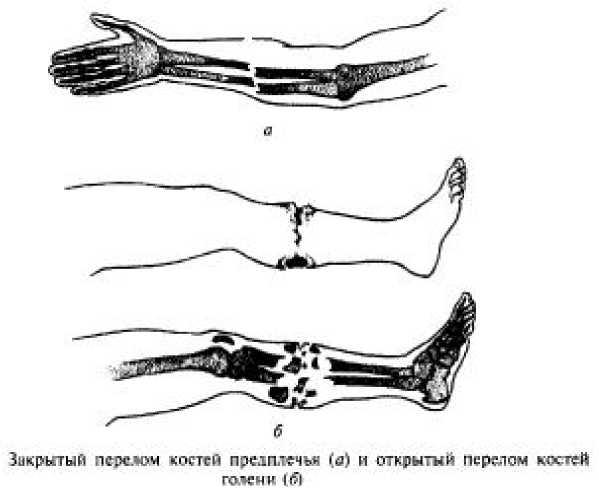 а
б
Закрытый перелом костей предплечья (а) и открытый перелом костей
голени (б)